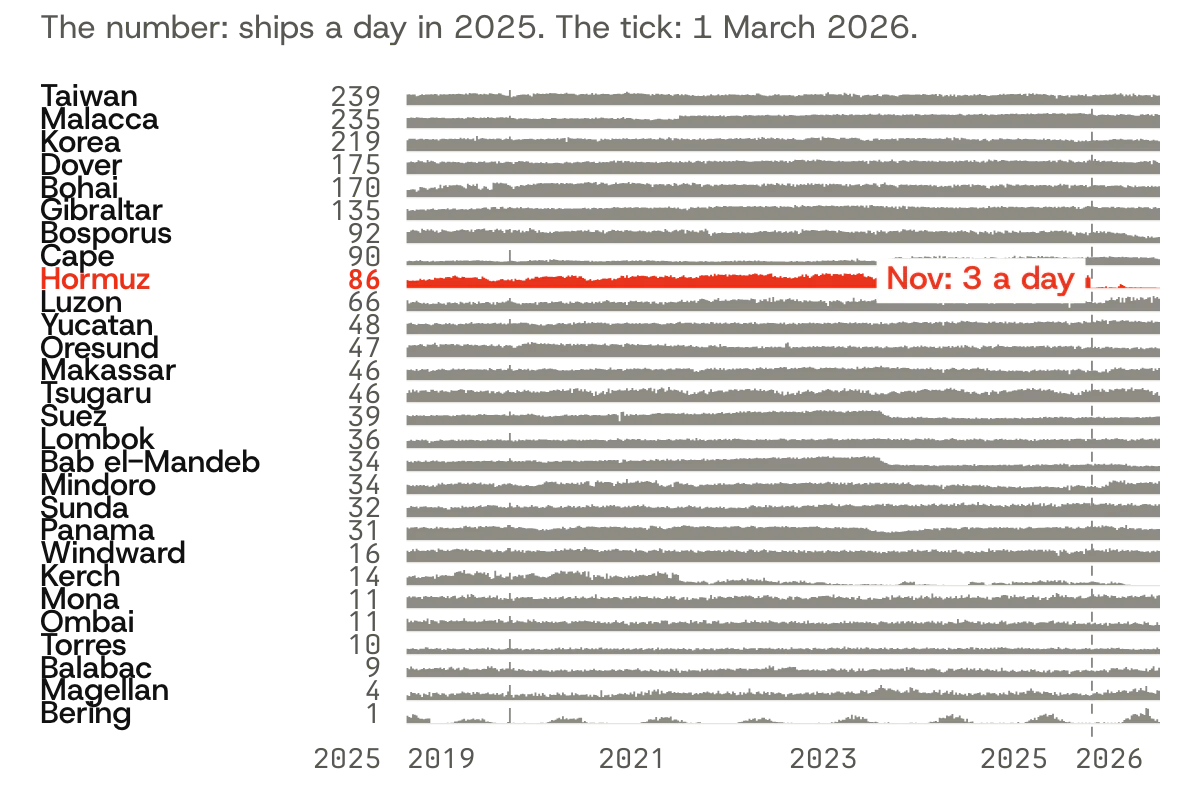 The number: ships a day in 2025. The tick: 1 March 2026.
Taiwan 239
Malacca 235
Korea 219
Dover 175
Bohai 170
Gibraltar 135
Bosporus 92
Cape 90
Hormuz 86 Nov: 3 a day
Luzon 66
Yucatan 48
Oresund 47
Makassar 46
Tsugaru 46
Suez 39
Lombok 36
Bab el-Mandeb 34
Mindoro 34
Sunda 32
Panama 31
Windward 16
Kerch 14
Mona 11
Ombai 11
Torres 10
Balabac 9
Magellan 4
Bering 1
2025 2019 2021 2023 2025 2026